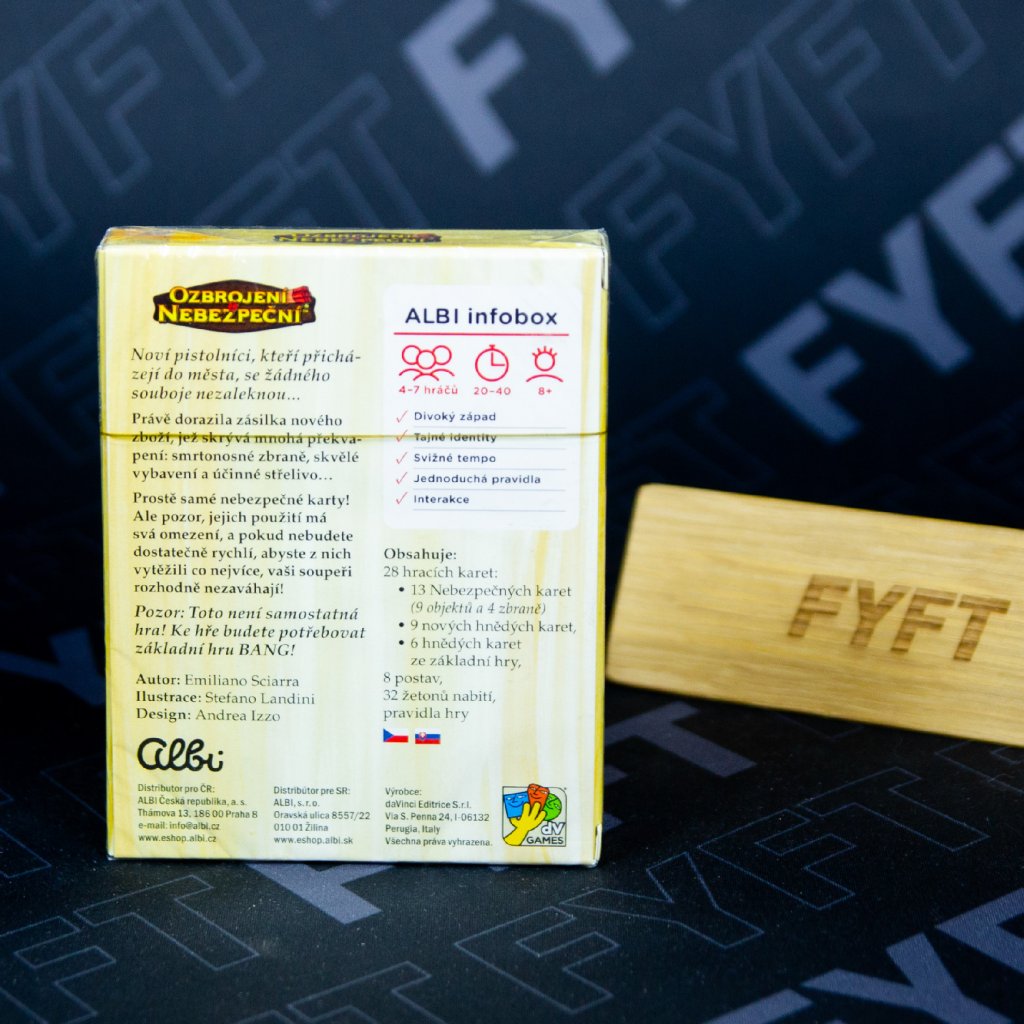 OZBROJENÍ
NEBEZPEČNÍ
OZBROJENÍ
NEBEZPEČNÍ
Noví pistolníci, kteří přichá-
zejí do města, se žádného
souboje nezaleknou...
Právě dorazila zásilka nového
zboží, jež skrývá mnohá překva-
pení: smrtonosné zbraně, skvělé
vybavení a účinné střelivo...
Prostě samé nebezpečné karty!
Ale pozor, jejich použití má
svá omezení, a pokud nebudete
dostatečně rychlí, abyste z nich
vytěžili co nejvíce, vaši soupeři
rozhodně nezaváhají!
Pozor: Toto není samostatná
hra! Ke hře budete potřebovat
základní hru BANG!
Autor: Emiliano Sciarra
Ilustrace: Stefano Landini
Design: Andrea Izzo
ALBI infobox
4–7 hráčů 20–40 8+
Divoký západ
Tajné identity
Svižné tempo
Jednoduchá pravidla
Interakce
Obsahuje:
28 hracích karet:
• 13 Nebezpečných karet
(9 objektů a 4 zbraně)
• 9 nových hnědých karet,
• 6 hnědých karet
ze základní hry,
8 postav,
32 žetonů nabití,
pravidla hry
albi
Distributor pro ČR:
ALBI Česká republika, a. s.
Thámova 13, 186 00 Praha 8
e-mail: info@albi.cz
www.eshop.albi.cz
Distribútor pre SR:
ALBI, s. r. o.
Oravská ulica 8557/22
010 01 Žilina
www.eshop.albi.sk
Výrobce:
daVinci Editrice S.r.l.
Via S. Penna 24, I-06132
Perugia, Italy
Všechna práva vyhrazena.
dV
GAMES
FYFT
FYFT
FYFT
FYFT
FYFT